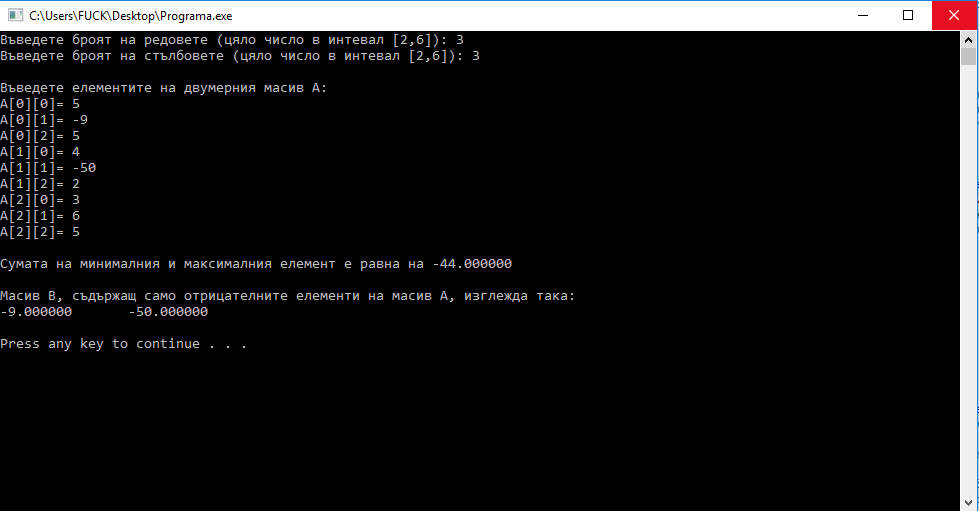 C:\Users\FUCK\Desktop\Programa.exe
Въведете броят на редовете (цяло число в интевал [2,6]): 3
Въведете броят на стълбовете (цяло число в интевал [2,6]): 3
Въведете елементите на двумерния масив А:
A[0][0]= 5
A[0][1]= -9
A[0][2]= 5
A[1][0]= 4
A[1][1]= -50
A[1][2]= 2
A[2][0]= 3
A[2][1]= 6
A[2][2]= 5
Сумата на минималния и максималния елемент е равна на -44.000000
Масив B, съдържащ само отрицателните елементи на масив А, изглежда така:
-9.000000 -50.000000
Press any key to continue . . .